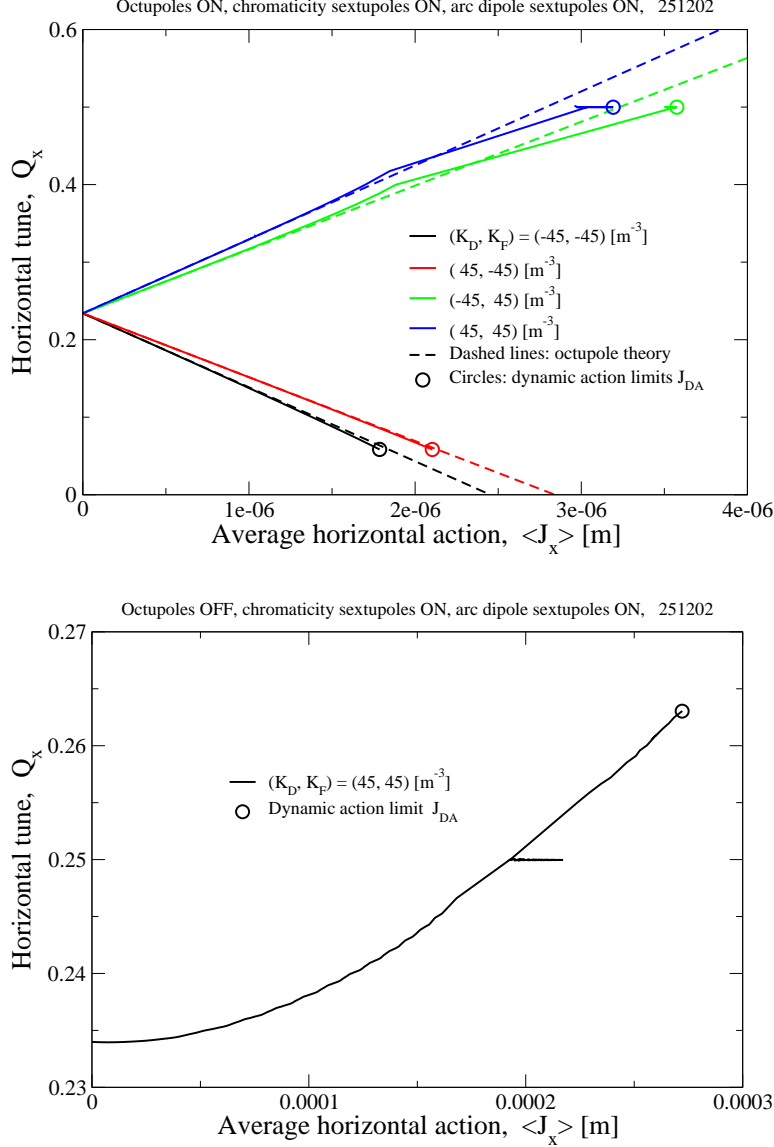 Octupoles ON, chromaticity sextupoles ON, arc dipole sextupoles ON, 251202
0.6
0.4
0.2
0
Horizontal tune, Q_x
(K_D, K_F) = (-45, -45) [m^-3]
( 45, -45) [m^-3]
(-45, 45) [m^-3]
( 45, 45) [m^-3]
Dashed lines: octupole theory
Circles: dynamic action limits J_DA
0 1e-06 2e-06 3e-06 4e-06
Average horizontal action, <J_x> [m]
Octupoles OFF, chromaticity sextupoles ON, arc dipole sextupoles ON, 251202
0.27
0.26
0.25
0.24
0.23
Horizontal tune, Q_x
(K_D, K_F) = (45, 45) [m^-3]
Dynamic action limit J_DA
0 0.0001 0.0002 0.0003
Average horizontal action, <J_x> [m]